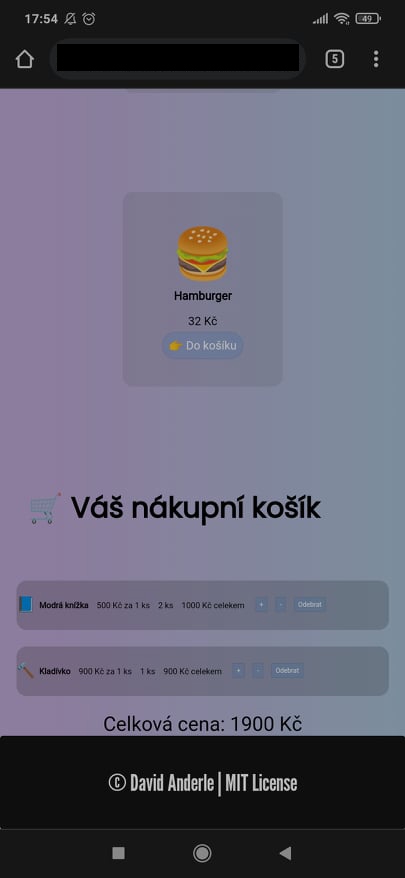 17:54
49
5
Hamburger
32 Kč
👉 Do košíku
🛒 Váš nákupní košík
Modrá knížka 500 Kč za 1 ks 2 ks 1000 Kč celekem + - Odebrat
Kladívko 900 Kč za 1 ks 1 ks 900 Kč celekem + - Odebrat
Celková cena: 1900 Kč
© David Anderle | MIT License